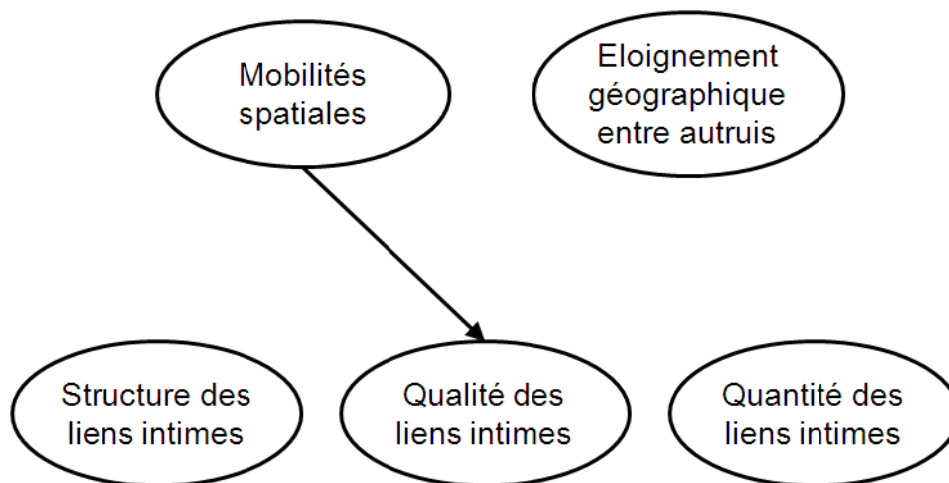 Mobilités
spatiales
Eloignement
géographique
entre autruis
Structure des
liens intimes
Qualité des
liens intimes
Quantité des
liens intimes